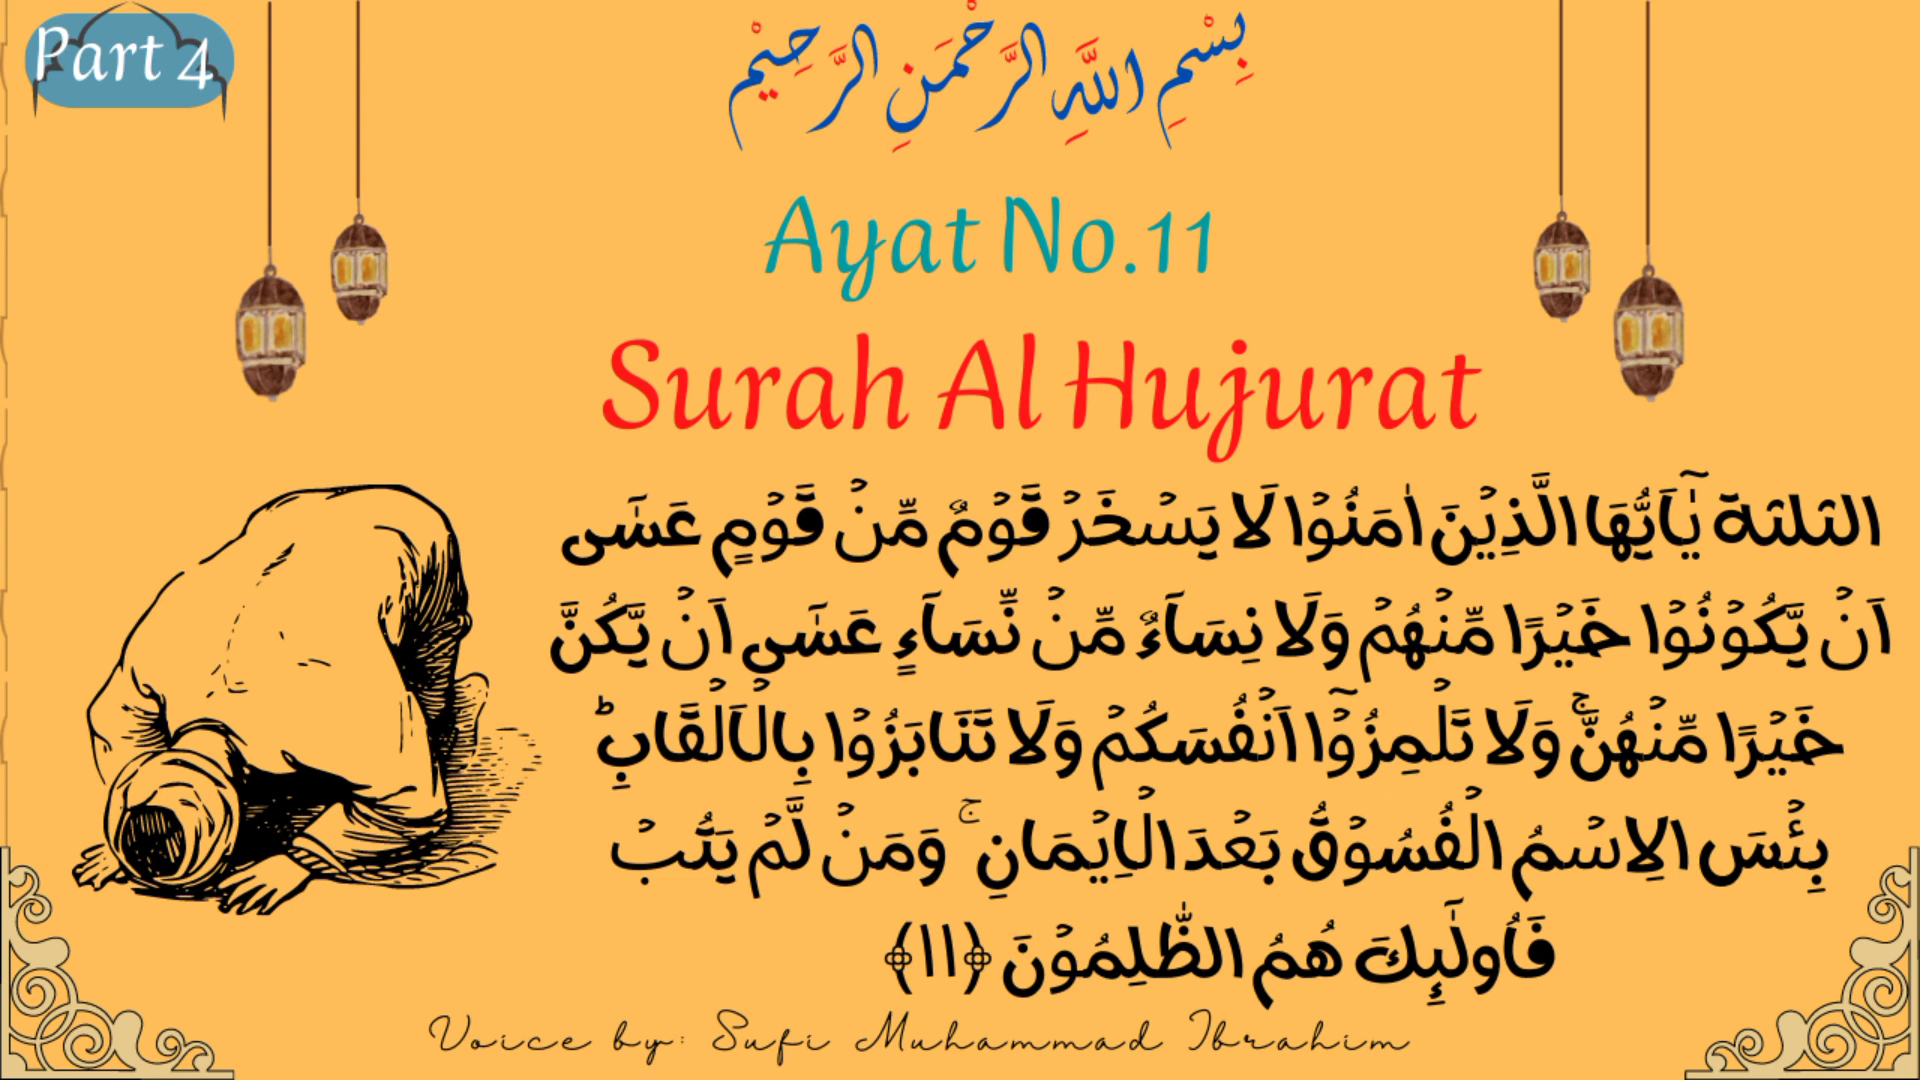 Part 4
بِسْمِ اللَّهِ الرَّحْمَنِ الرَّحِيْمِ
Ayat No.11
Surah Al Hujurat
الثلثة يٰۤاَيُّهَا الَّذِيْنَ اٰمَنُوْا لَا يَسْخَرْ قَوْمٌ مِّنْ قَوْمٍ عَسٰۤى
اَنْ يَّكُوْنُوْا خَيْرًا مِّنْهُمْ وَلَا نِسَآءٌ مِّنْ نِّسَآءٍ عَسٰۤى اَنْ يَّكُنَّ
خَيْرًا مِّنْهُنَّۚ وَلَا تَلْمِزُوْۤا اَنْفُسَكُمْ وَلَا تَنَابَزُوْا بِالْاَلْقَابِؕ
بِئْسَ الِاسْمُ الْفُسُوْقُ بَعْدَ الْاِيْمَانِ ۚ وَمَنْ لَّمْ يَتُبْ
فَاُولٰٓىِٕكَ هُمُ الظّٰلِمُوْنَ ﴿۱۱﴾
Voice by: Sufi Muhammad Ibrahim